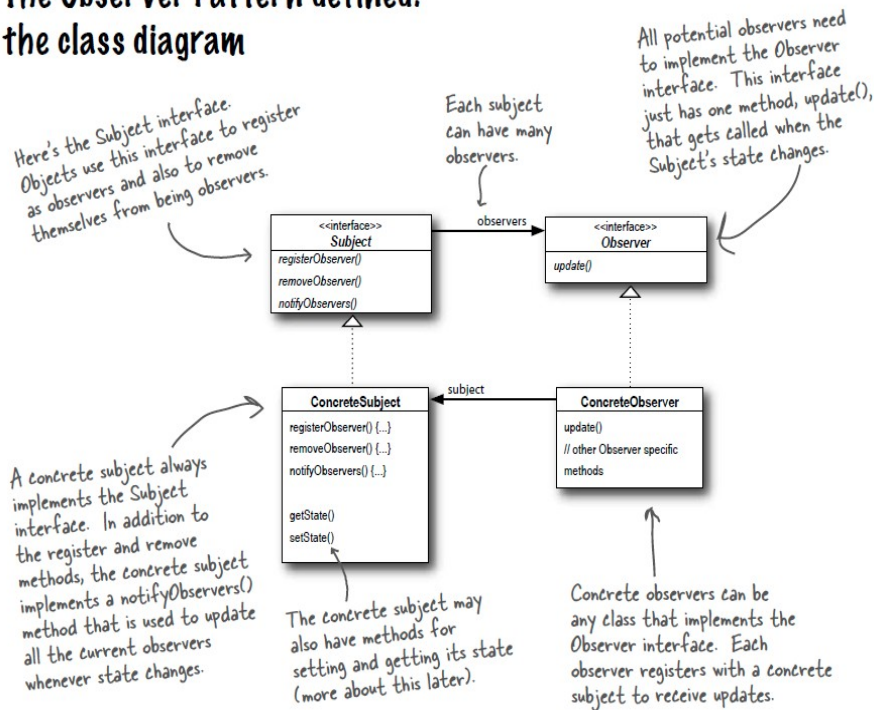 The Observer Pattern defined:
the class diagram
Here's the Subject interface.
Objects use this interface to register
as observers and also to remove
themselves from being observers.
Each subject
can have many
observers.
All potential observers need
to implement the Observer
interface. This interface
just has one method, update(),
that gets called when the
Subject's state changes.
<<interface>>
Subject
registerObserver()
removeObserver()
notifyObservers()
observers
<<interface>>
Observer
update()
ConcreteSubject
registerObserver() {...}
removeObserver() {...}
notifyObservers() {...}
getState()
setState()
subject
ConcreteObserver
update()
// other Observer specific
methods
A concrete subject always
implements the Subject
interface. In addition to
the register and remove
methods, the concrete subject
implements a notifyObservers()
method that is used to update
all the current observers
whenever state changes.
The concrete subject may
also have methods for
setting and getting its state
(more about this later).
Concrete observers can be
any class that implements the
Observer interface. Each
observer registers with a concrete
subject to receive updates.